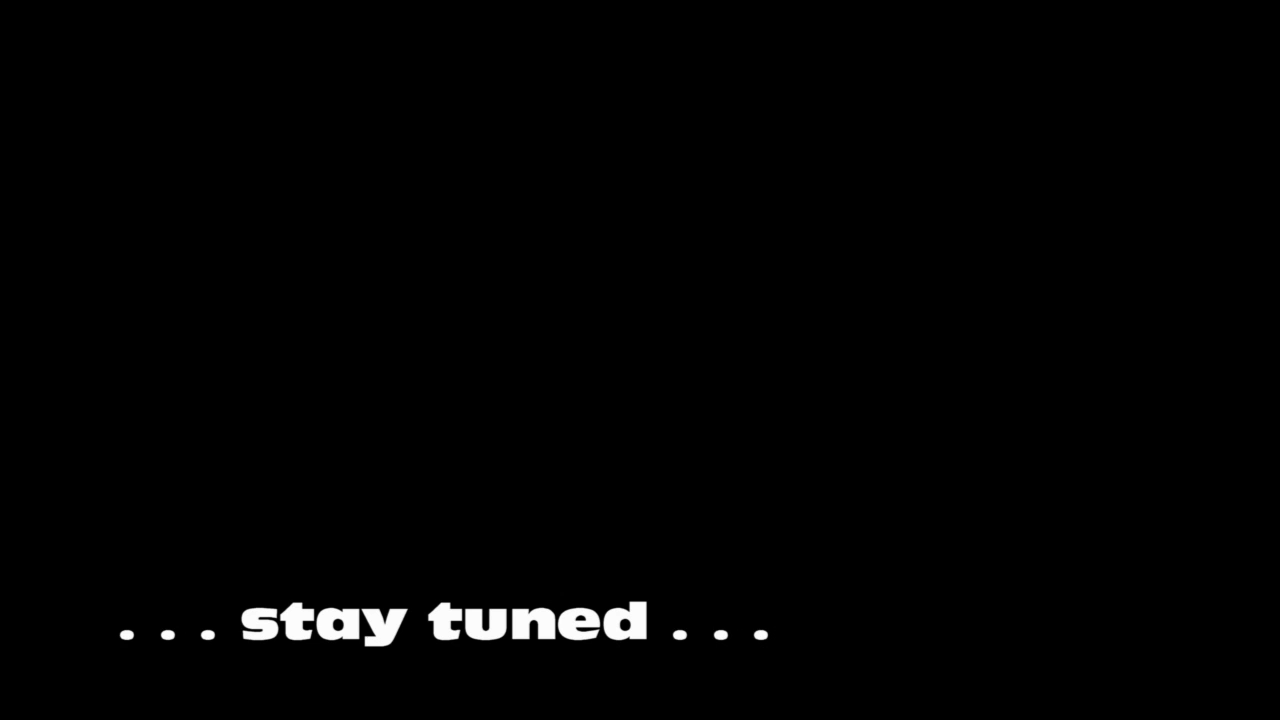 . . . stay tuned . . .